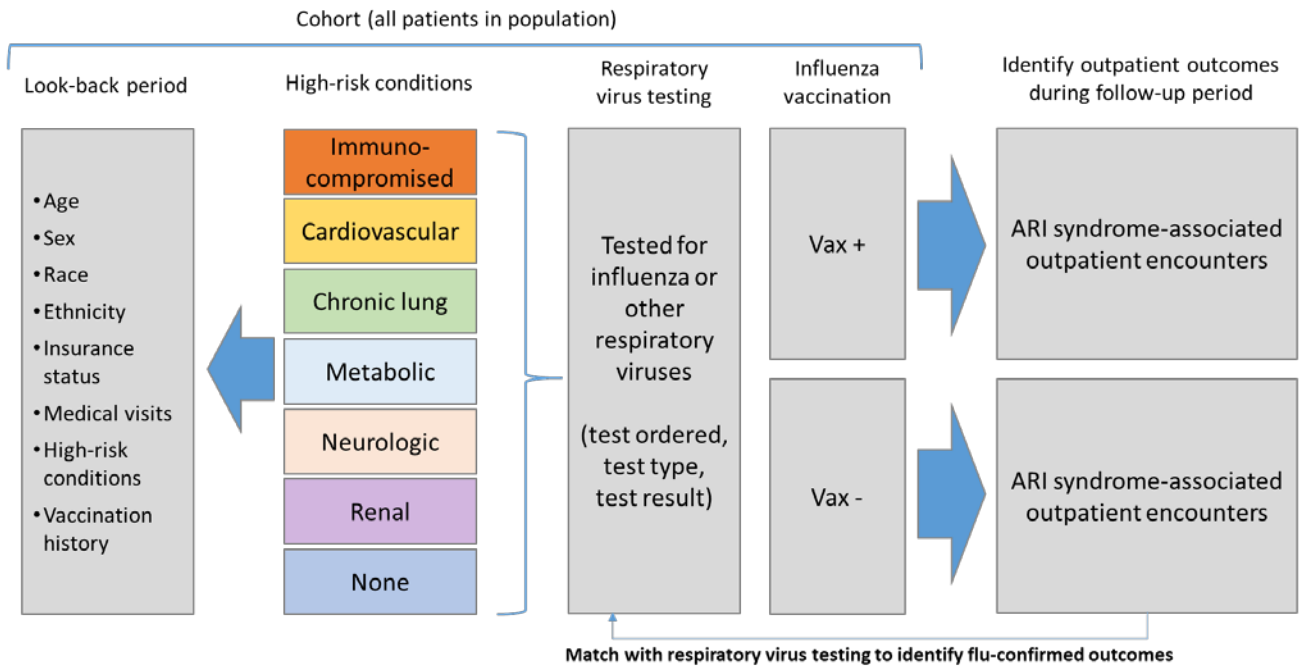 Cohort (all patients in population)
Look-back period
• Age
• Sex
• Race
• Ethnicity
• Insurance
status
• Medical visits
• High-risk
conditions
• Vaccination
history
High-risk conditions
Immuno-
compromised
Cardiovascular
Chronic lung
Metabolic
Neurologic
Renal
None
Respiratory
virus testing
Tested for
influenza or
other
respiratory
viruses
(test ordered,
test type,
test result)
Influenza
vaccination
Vax +
Vax -
Identify outpatient outcomes
during follow-up period
ARI syndrome-associated
outpatient encounters
ARI syndrome-associated
outpatient encounters
Match with respiratory virus testing to identify flu-confirmed outcomes